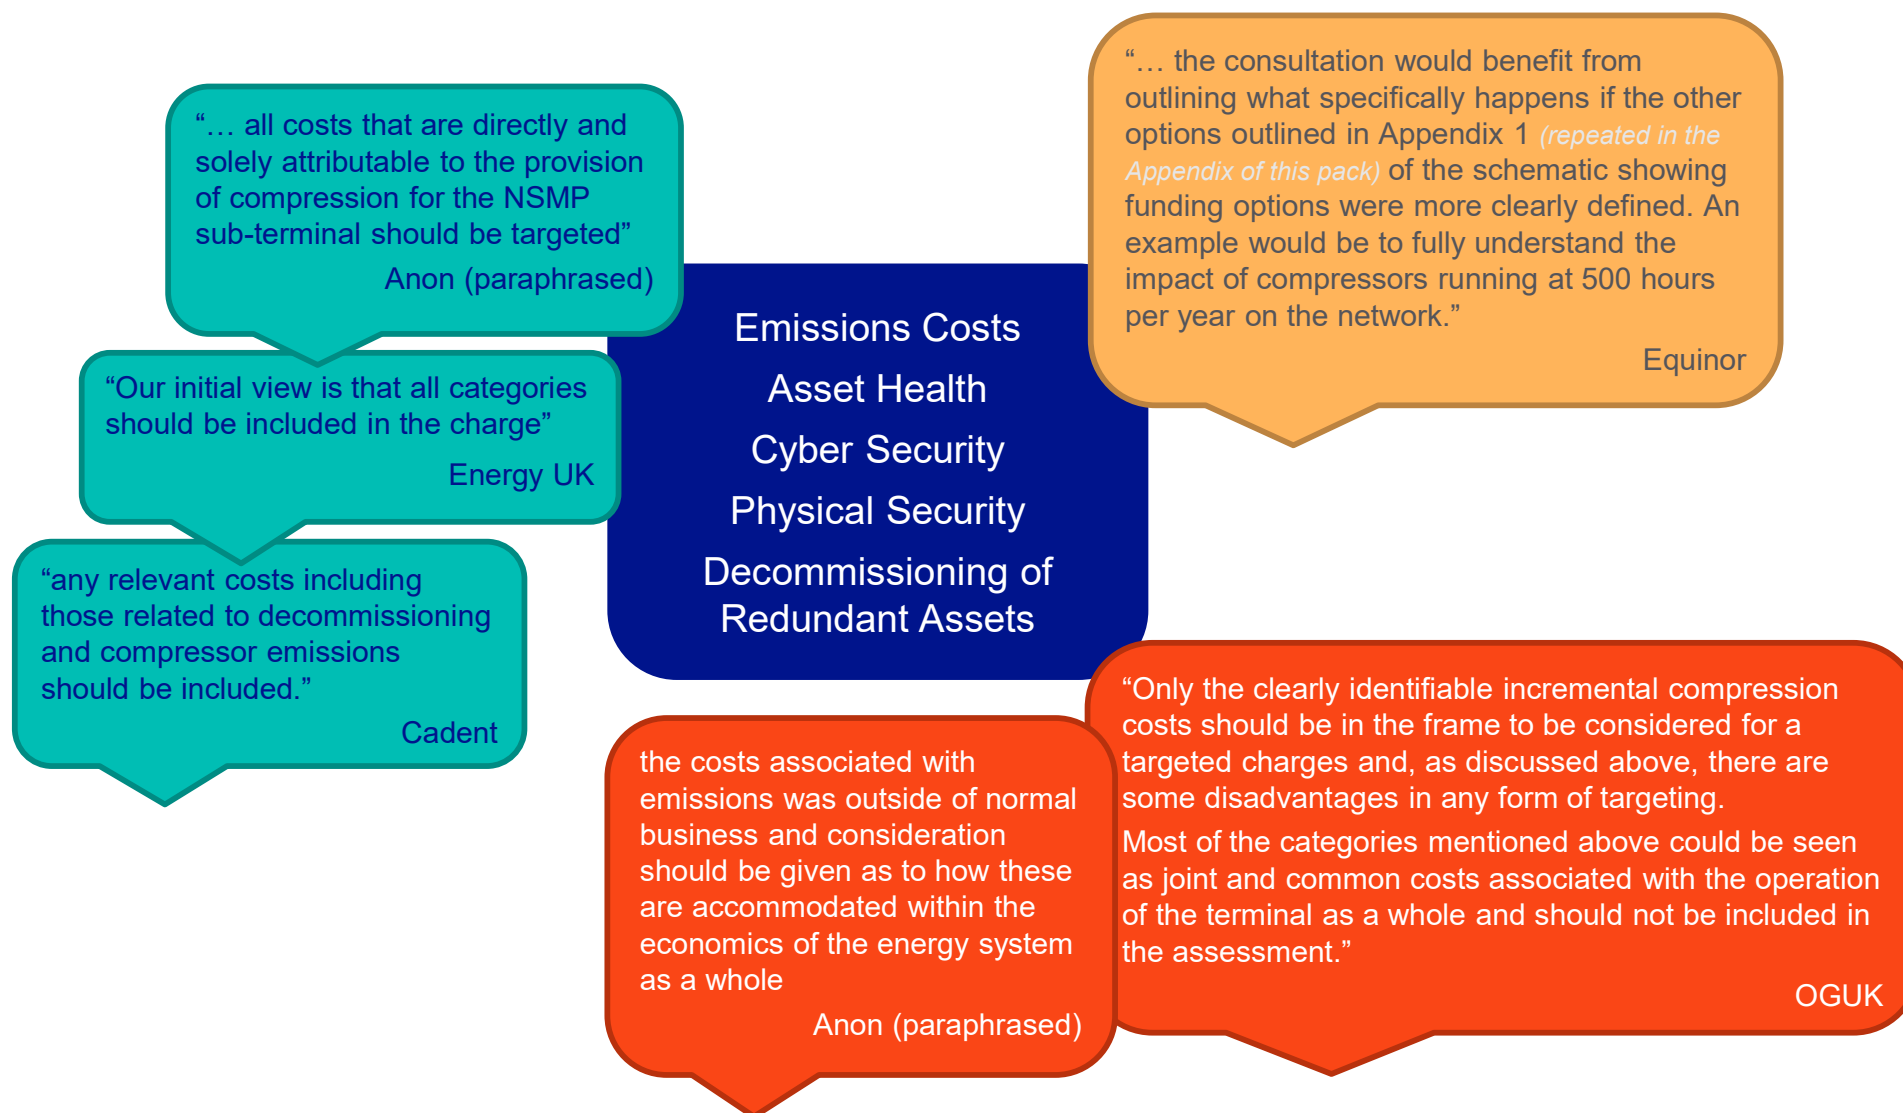 “… all costs that are directly and
solely attributable to the provision
of compression for the NSMP
sub-terminal should be targeted”
Anon (paraphrased)
“Our initial view is that all categories
should be included in the charge”
Energy UK
“any relevant costs including
those related to decommissioning
and compressor emissions
should be included.”
Cadent
Emissions Costs
Asset Health
Cyber Security
Physical Security
Decommissioning of
Redundant Assets
“… the consultation would benefit from
outlining what specifically happens if the other
options outlined in Appendix 1 (repeated in the
Appendix of this pack) of the schematic showing
funding options were more clearly defined. An
example would be to fully understand the
impact of compressors running at 500 hours
per year on the network.”
Equinor
the costs associated with
emissions was outside of normal
business and consideration
should be given as to how these
are accommodated within the
economics of the energy system
as a whole
Anon (paraphrased)
“Only the clearly identifiable incremental compression
costs should be in the frame to be considered for a
targeted charges and, as discussed above, there are
some disadvantages in any form of targeting.
Most of the categories mentioned above could be seen
as joint and common costs associated with the operation
of the terminal as a whole and should not be included in
the assessment.”
OGUK